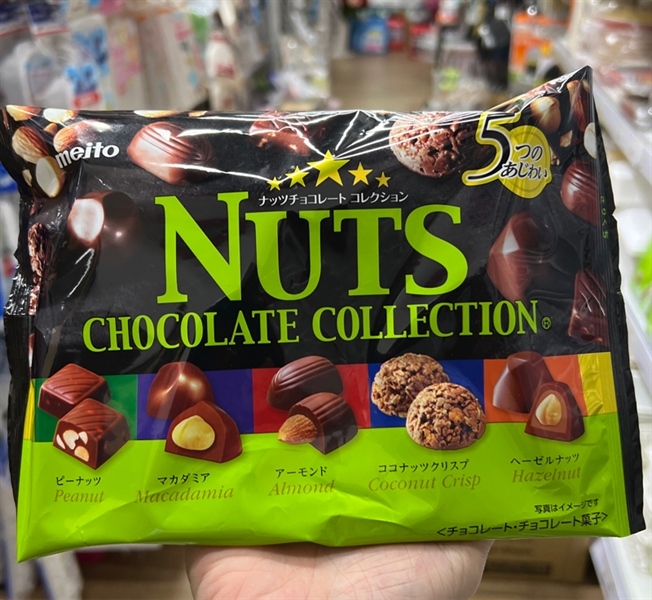 meito
5つの
あじわい
ナッツチョコレート コレクション
NUTS
CHOCOLATE COLLECTION®
ピーナッツ
Peanut
マカダミア
Macadamia
アーモンド
Almond
ココナッツクリスプ
Coconut Crisp
ヘーゼルナッツ
Hazelnut
写真はイメージです
<チョコレート・チョコレート菓子>